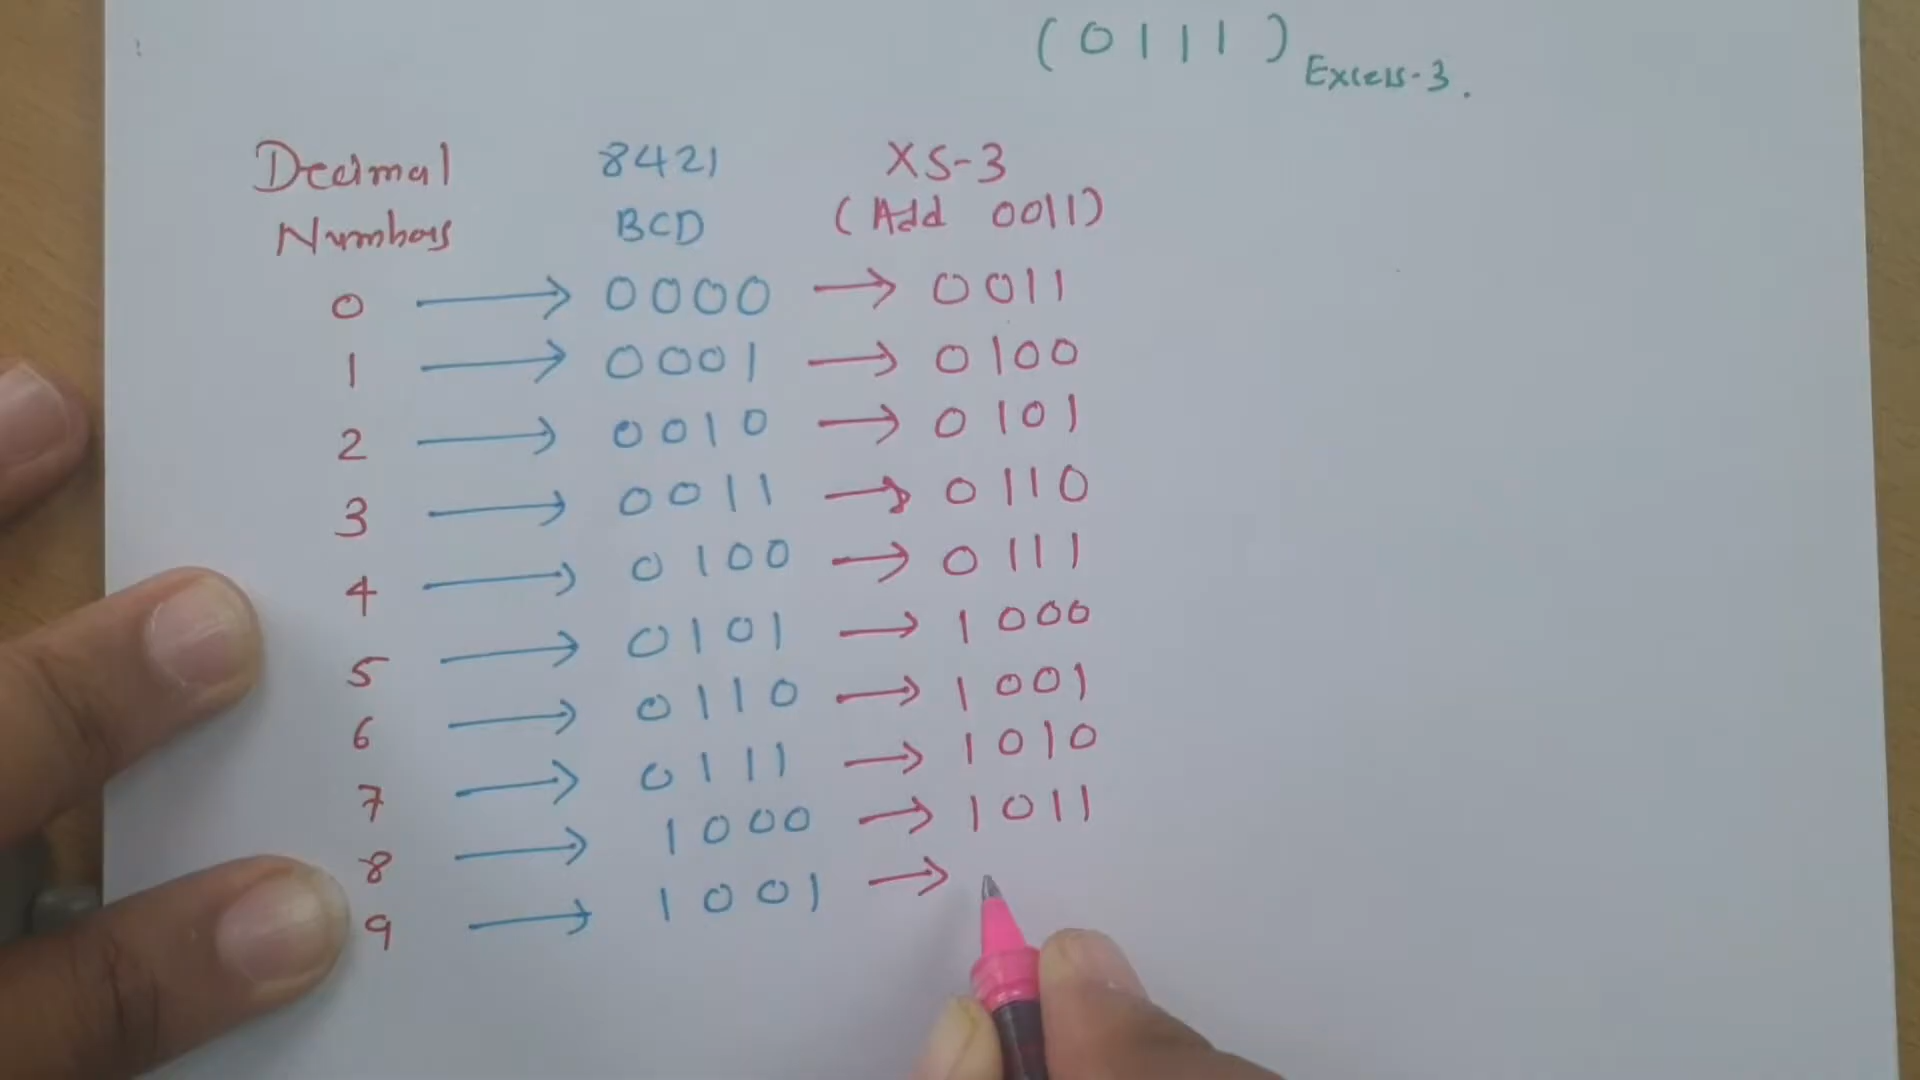 (0111)Excess-3.
Decimal 8421 XS-3
Numbers BCD (Add 0011)
0 → 0000 → 0011
1 → 0001 → 0100
2 → 0010 → 0101
3 → 0011 → 0110
4 → 0100 → 0111
5 → 0101 → 1000
6 → 0110 → 1001
7 → 0111 → 1010
8 → 1000 → 1011
9 → 1001 →